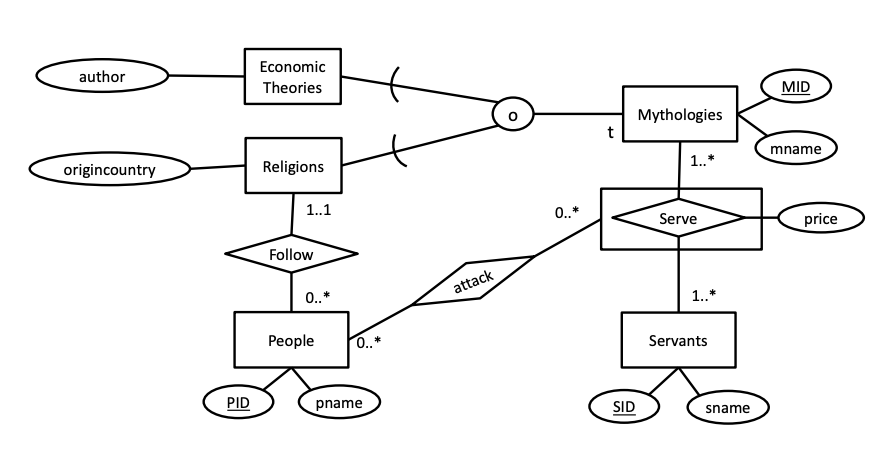 author
Economic
Theories
o
t
Mythologies
MID
mname
origincountry
Religions
1..1
1..*
0..*
Serve
price
Follow
attack
0..*
1..*
People
0..*
Servants
PID
pname
SID
sname